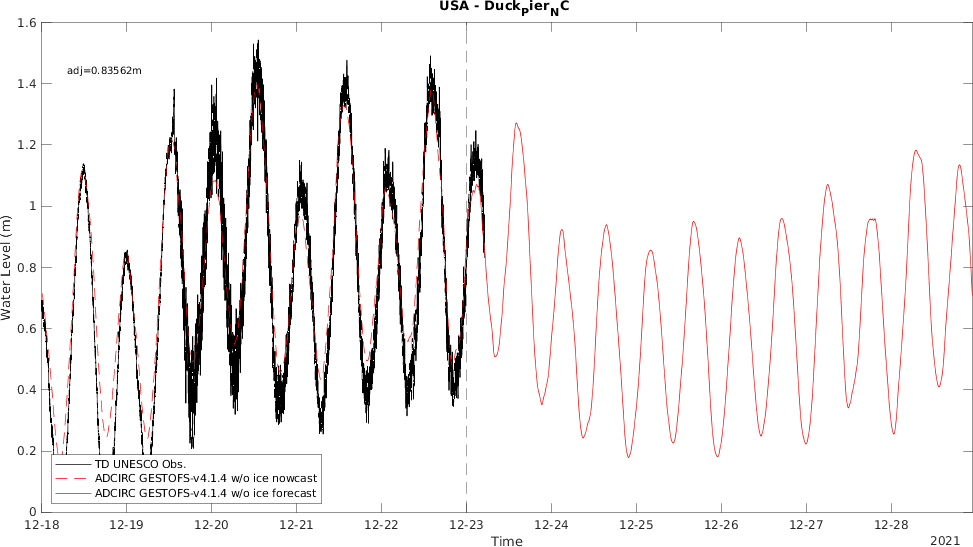 USA - DuckPierNC
1.6
1.4
1.2
1
0.8
0.6
0.4
0.2
0
Water Level (m)
adj=0.83562m
TD UNESCO Obs.
ADCIRC GESTOFS-v4.1.4 w/o ice nowcast
ADCIRC GESTOFS-v4.1.4 w/o ice forecast
12-18 12-19 12-20 12-21 12-22 12-23 12-24 12-25 12-26 12-27 12-28
Time
2021